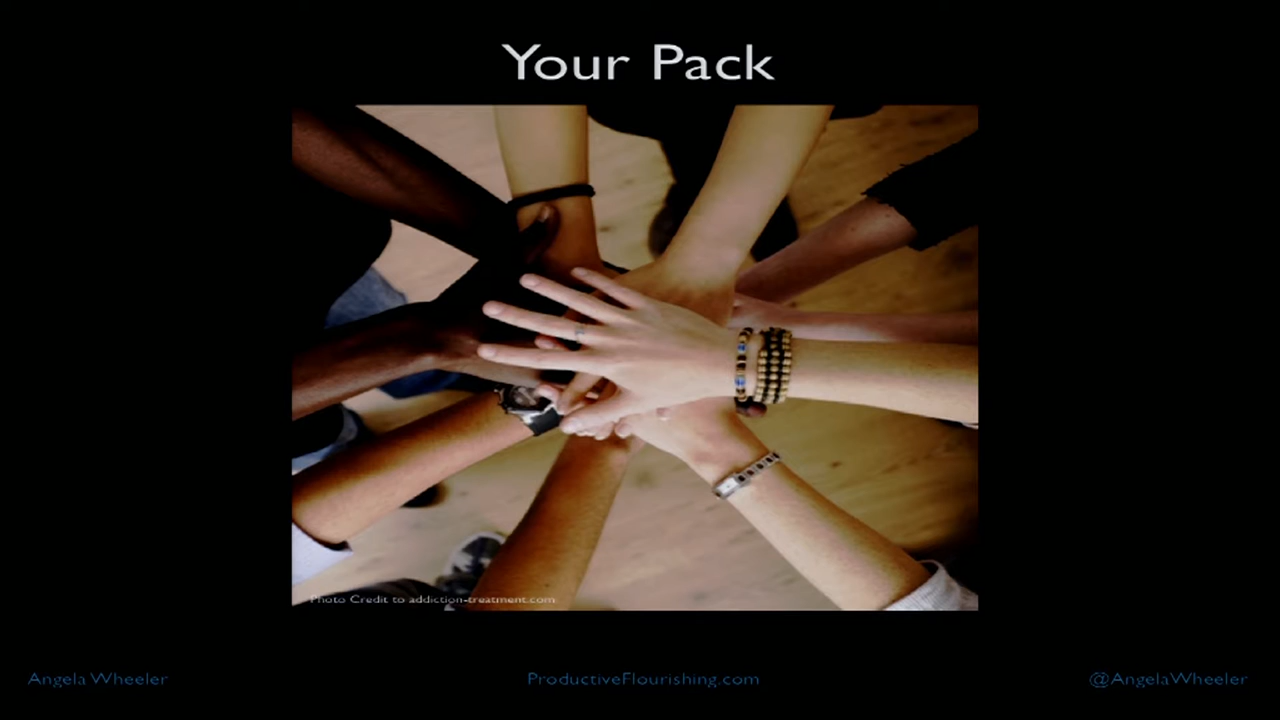 Your Pack
Photo Credit to addiction-treatment.com
Angela Wheeler
ProductiveFlourishing.com
@AngelaWheeler